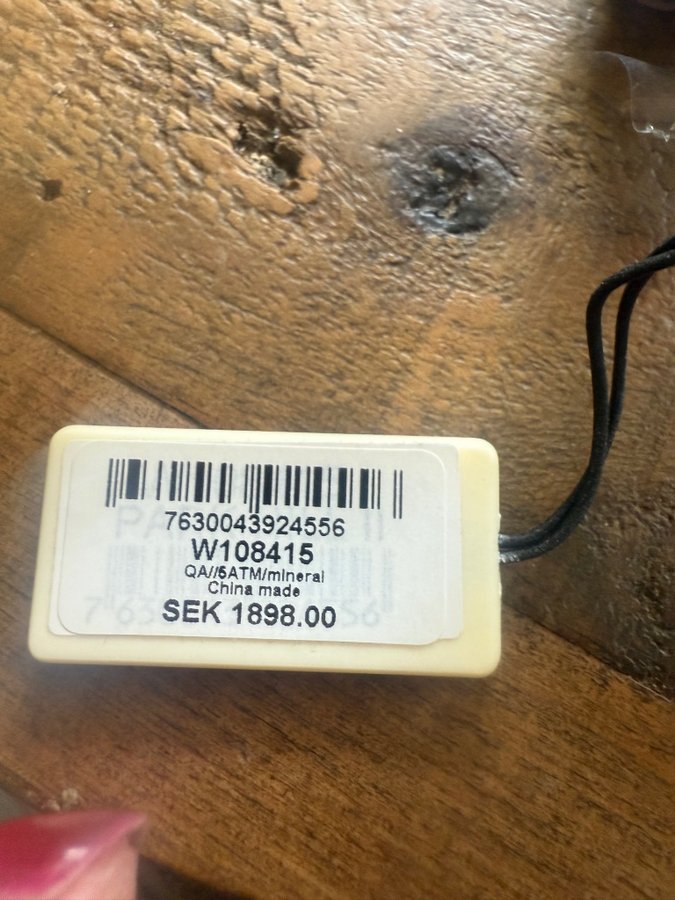 7630043924556
W108415
QA//5ATM/mineral
China made
SEK 1898.00